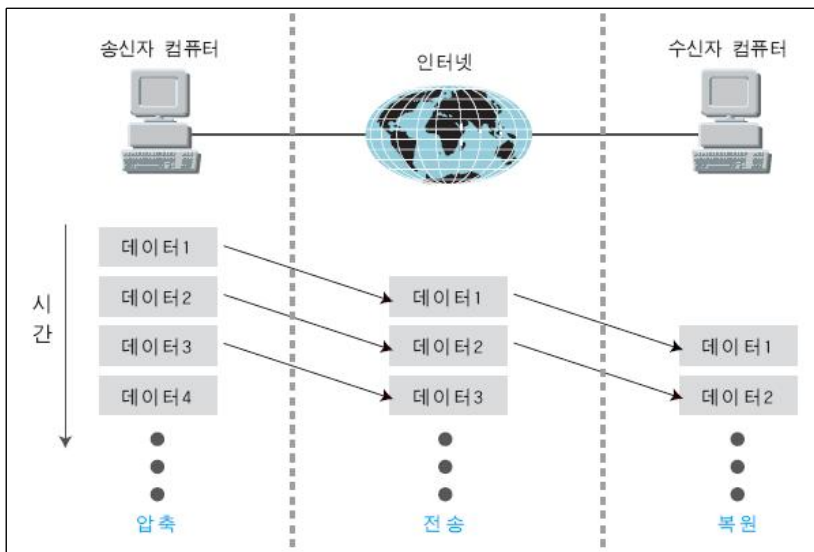 송신자 컴퓨터
인터넷
수신자 컴퓨터
시간
데이터1
데이터2
데이터3
데이터4
데이터1
데이터2
데이터3
데이터1
데이터2
압축
전송
복원